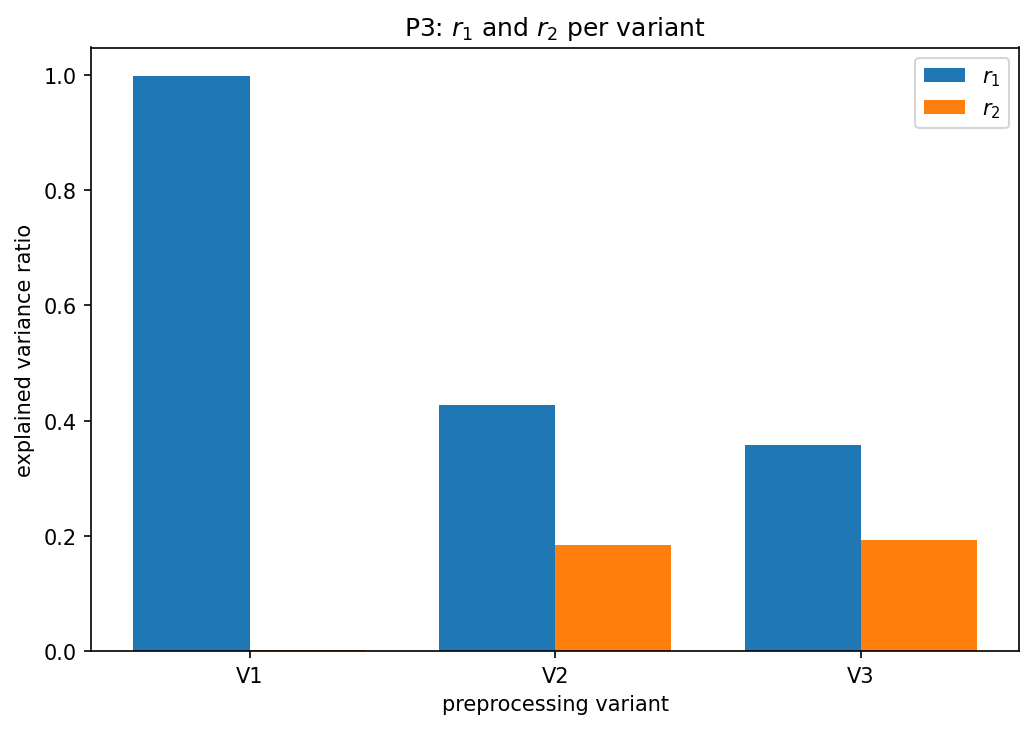 P3: r₁ and r₂ per variant
r₁
r₂
explained variance ratio
1.0
0.8
0.6
0.4
0.2
0.0
V1 V2 V3
preprocessing variant